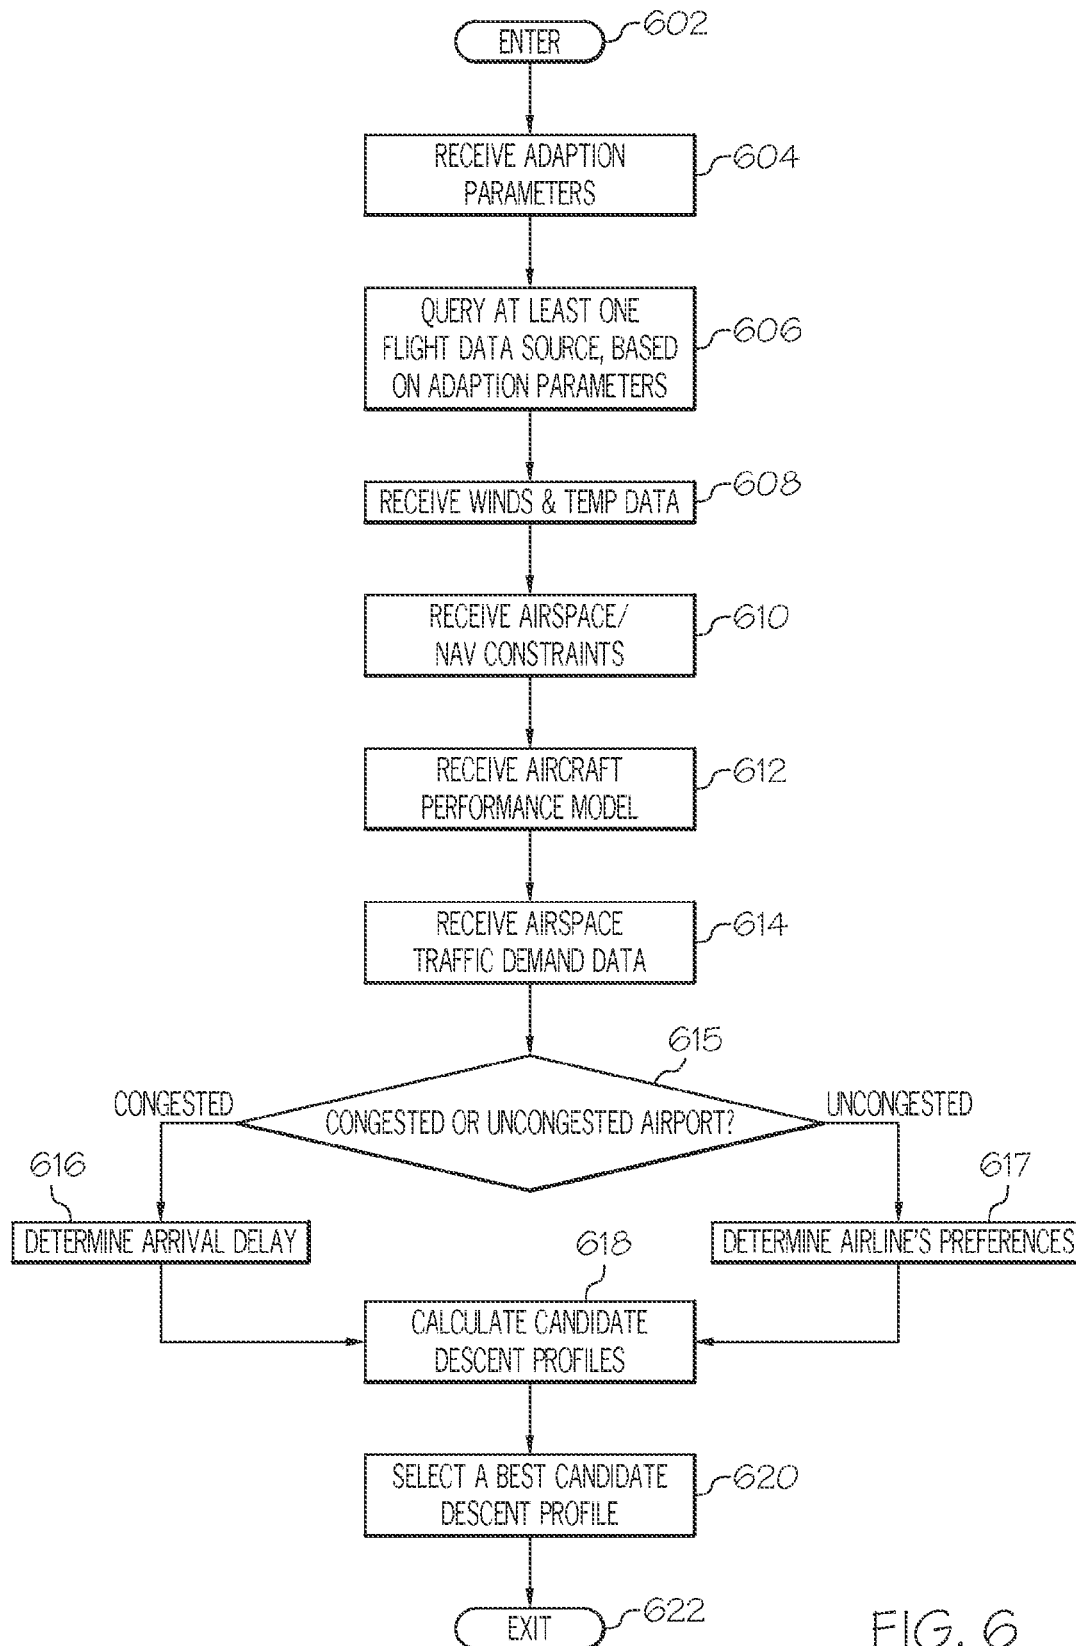 ENTER
602
RECEIVE ADAPTION
PARAMETERS
604
QUERY AT LEAST ONE
FLIGHT DATA SOURCE, BASED
ON ADAPTION PARAMETERS
606
RECEIVE WINDS & TEMP DATA
608
RECEIVE AIRSPACE/
NAV CONSTRAINTS
610
RECEIVE AIRCRAFT
PERFORMANCE MODEL
612
RECEIVE AIRSPACE
TRAFFIC DEMAND DATA
614
615
CONGESTED
CONGESTED OR UNCONGESTED AIRPORT?
UNCONGESTED
616
DETERMINE ARRIVAL DELAY
617
DETERMINE AIRLINE'S PREFERENCES
618
CALCULATE CANDIDATE
DESCENT PROFILES
SELECT A BEST CANDIDATE
DESCENT PROFILE
620
EXIT
622
FIG. 6